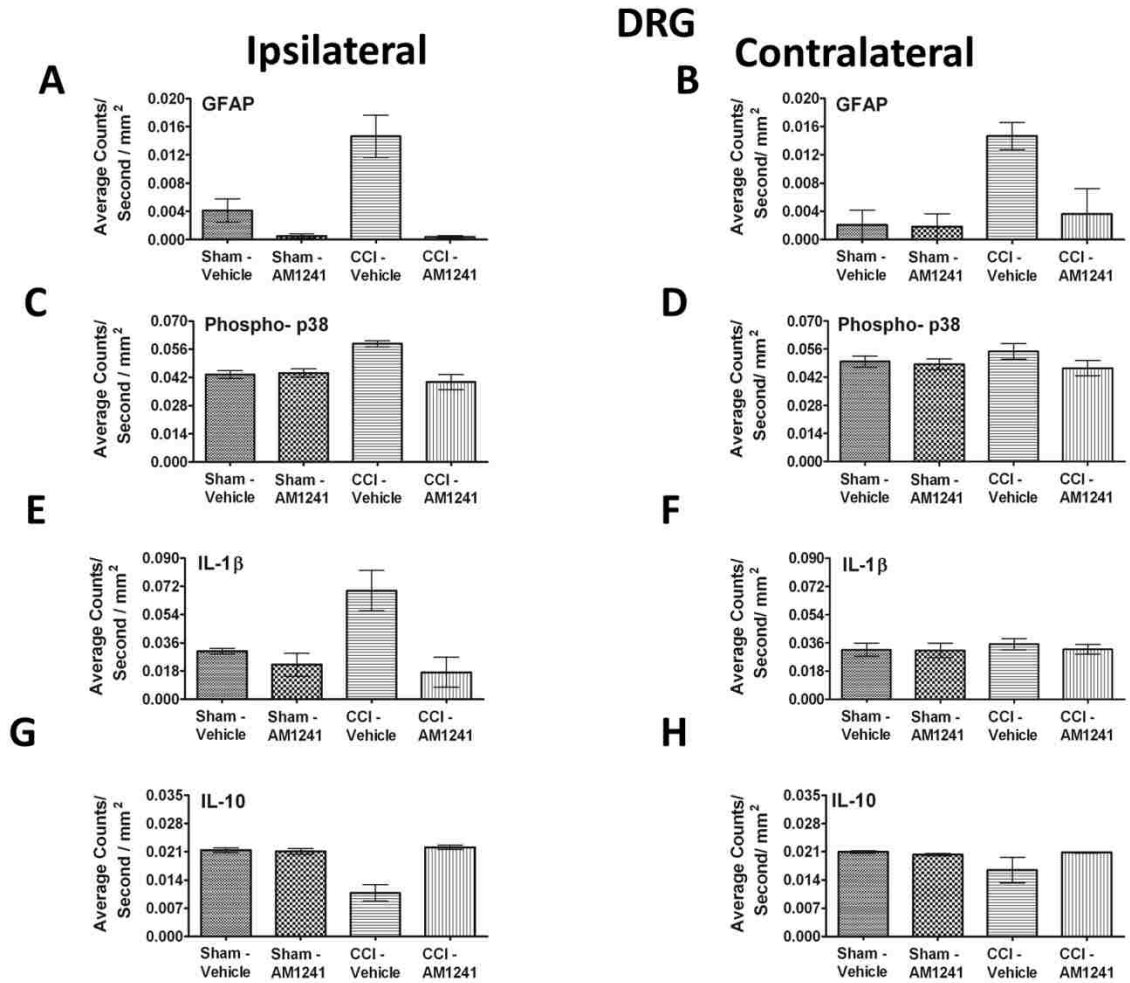 DRG
Ipsilateral
Contralateral
A
GFAP
Average Counts/
Second / mm²
0.020
0.016
0.012
0.008
0.004
0.000
Sham - Vehicle
Sham - AM1241
CCI - Vehicle
CCI - AM1241
B
GFAP
Average Counts/
Second/ mm²
0.020
0.016
0.012
0.008
0.004
0.000
Sham - Vehicle
Sham - AM1241
CCI - Vehicle
CCI - AM1241
C
Phospho- p38
Average Counts/
Second / mm²
0.070
0.056
0.042
0.028
0.014
0.000
Sham - Vehicle
Sham - AM1241
CCI - Vehicle
CCI - AM1241
D
Phospho- p38
Average Counts/
Second/ mm²
0.070
0.056
0.042
0.028
0.014
0.000
Sham - Vehicle
Sham - AM1241
CCI - Vehicle
CCI - AM1241
E
IL-1β
Average Counts/
Second / mm²
0.090
0.072
0.054
0.036
0.018
0.000
Sham - Vehicle
Sham - AM1241
CCI - Vehicle
CCI - AM1241
F
IL-1β
Average Counts/
Second/ mm²
0.090
0.072
0.054
0.036
0.018
0.000
Sham - Vehicle
Sham - AM1241
CCI - Vehicle
CCI - AM1241
G
IL-10
Average Counts/
Second / mm²
0.035
0.028
0.021
0.014
0.007
0.000
Sham - Vehicle
Sham - AM1241
CCI - Vehicle
CCI - AM1241
H
IL-10
Average Counts/
Second/ mm²
0.035
0.028
0.021
0.014
0.007
0.000
Sham - Vehicle
Sham - AM1241
CCI - Vehicle
CCI - AM1241